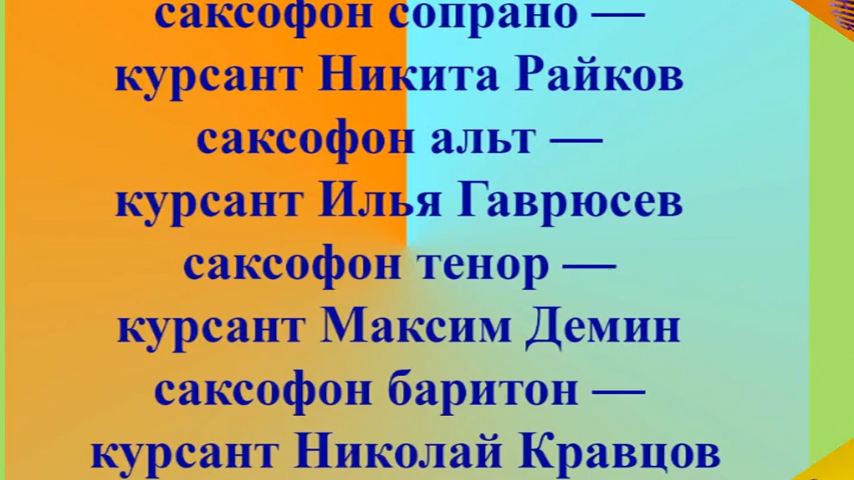 саксофон сопрано —
курсант Никита Райков
саксофон альт —
курсант Илья Гаврюсев
саксофон тенор —
курсант Максим Демин
саксофон баритон —
курсант Николай Кравцов